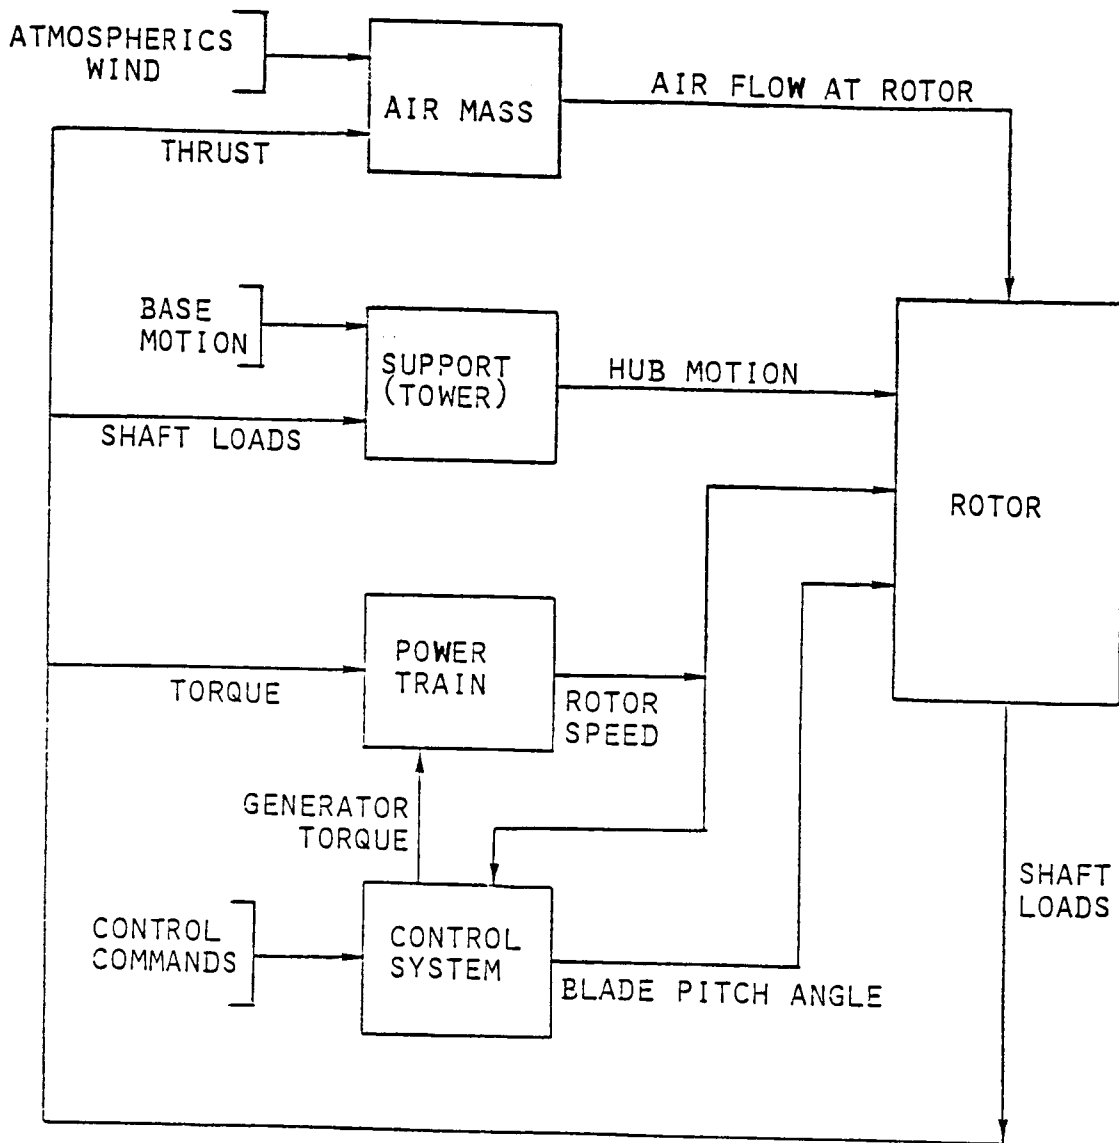 ATMOSPHERICS
WIND
AIR MASS
AIR FLOW AT ROTOR
THRUST
BASE
MOTION
SUPPORT
(TOWER)
HUB MOTION
SHAFT LOADS
ROTOR
POWER
TRAIN
TORQUE
ROTOR
SPEED
GENERATOR
TORQUE
SHAFT
LOADS
CONTROL
COMMANDS
CONTROL
SYSTEM
BLADE PITCH ANGLE